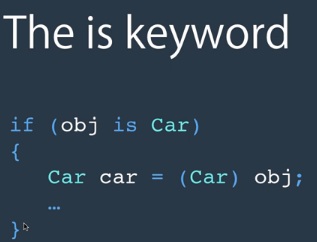 The is keyword
if (obj is Car)
{
Car car = (Car) obj;
…
}